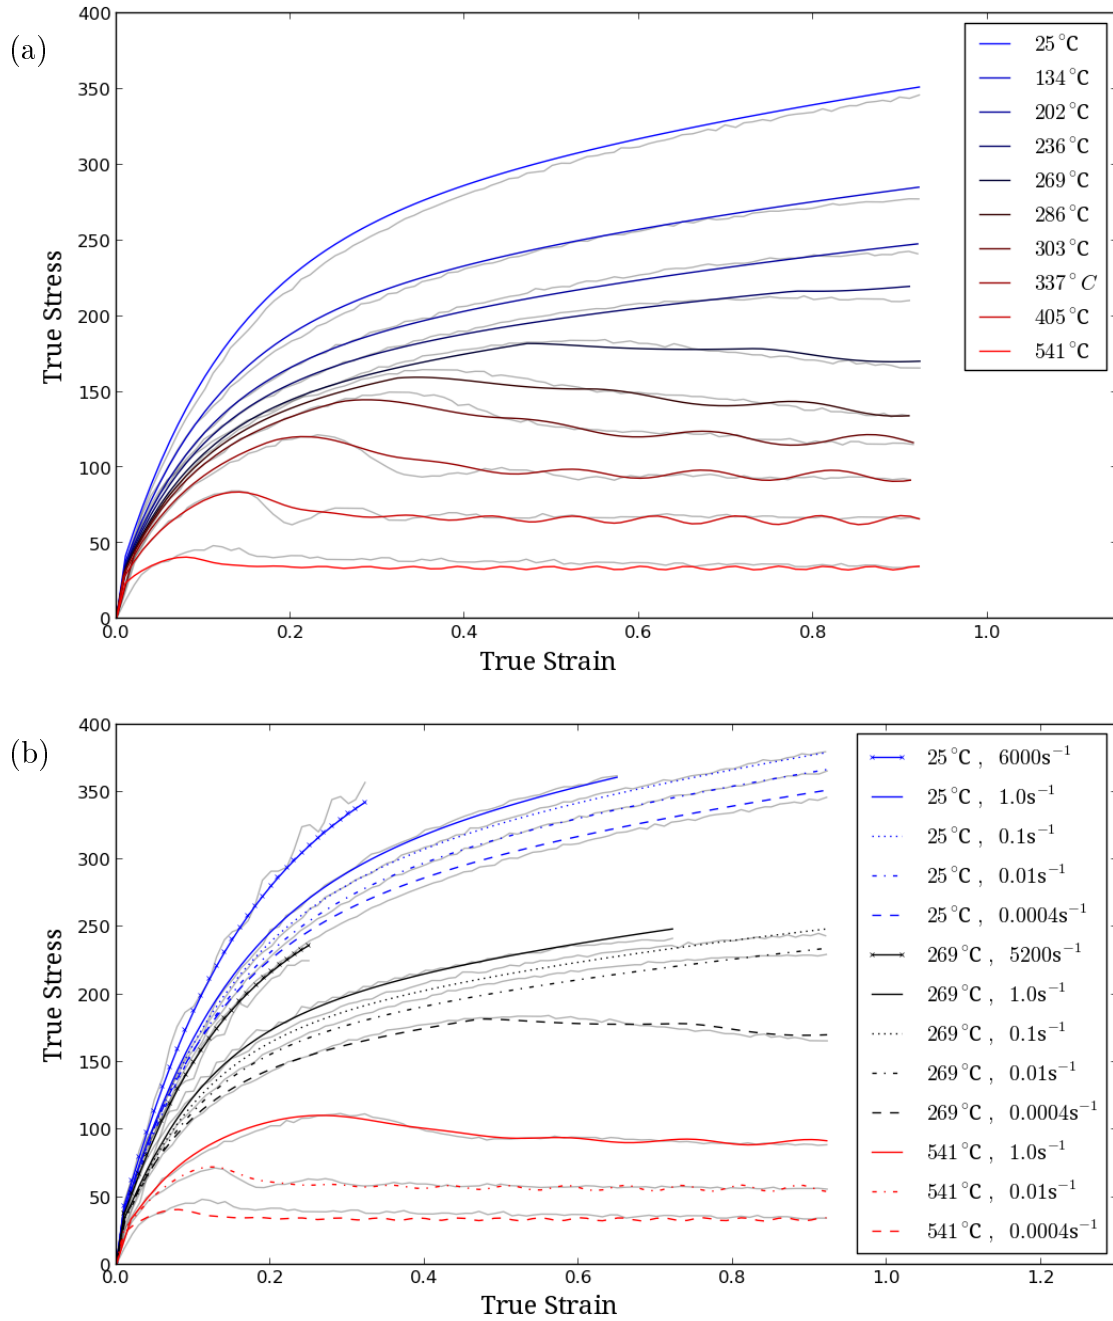 (a)
400
350
300
250
200
150
100
50
0
0.0 0.2 0.4 0.6 0.8 1.0
True Stress
True Strain
25°C
134°C
202°C
236°C
269°C
286°C
303°C
337° C
405°C
541°C
(b)
400
350
300
250
200
150
100
50
0
0.0 0.2 0.4 0.6 0.8 1.0 1.2
True Stress
True Strain
25°C , 6000s⁻¹
25°C , 1.0s⁻¹
25°C , 0.1s⁻¹
25°C , 0.01s⁻¹
25°C , 0.0004s⁻¹
269°C , 5200s⁻¹
269°C , 1.0s⁻¹
269°C , 0.1s⁻¹
269°C , 0.01s⁻¹
269°C , 0.0004s⁻¹
541°C , 1.0s⁻¹
541°C , 0.01s⁻¹
541°C , 0.0004s⁻¹